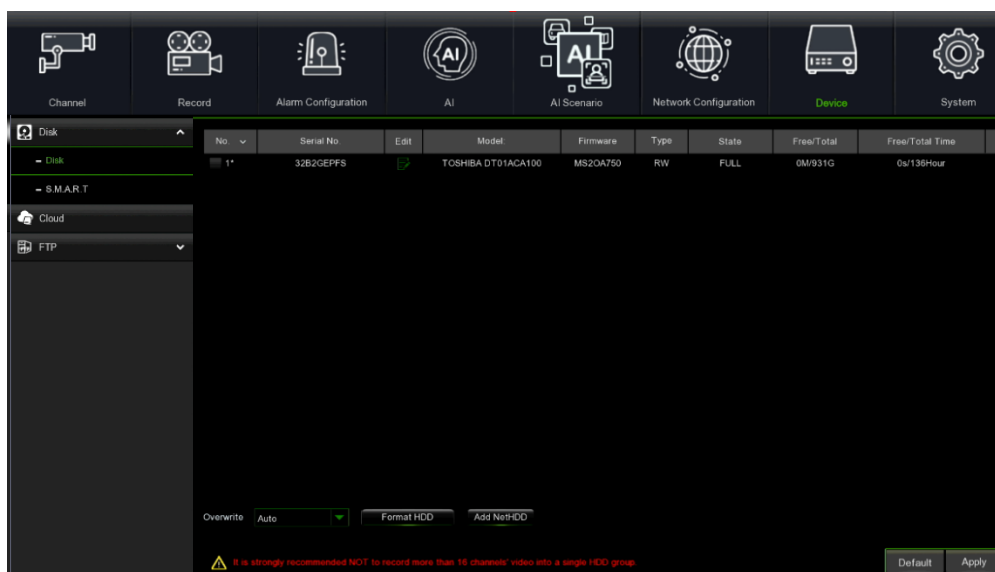 AI
AI
Channel Record Alarm Configuration AI AI Scenario Network Configuration Device System
Disk
No. Serial No. Edit Model: Firmware Type State Free/Total Free/Total Time
Disk
1* 32B2GEPFS TOSHIBA DT01ACA100 MS2OA750 RW FULL 0M/931G 0s/136Hour
S.M.A.R.T
Cloud
FTP
Overwrite Auto Format HDD Add NetHDD
It is strongly recommended NOT to record more than 16 channels' video into a single HDD group.
Default Apply